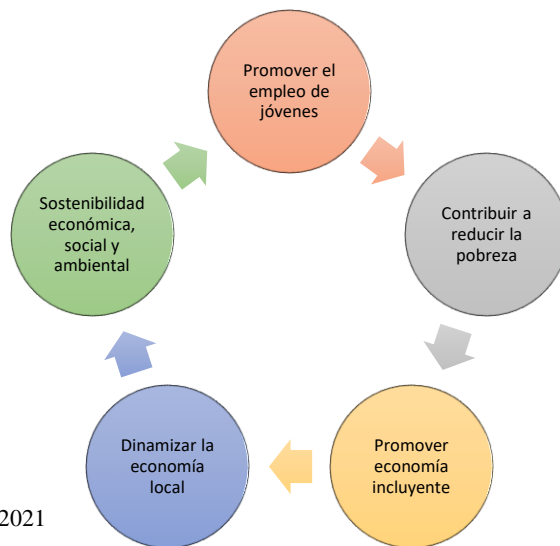 Promover el
empleo de
jóvenes
Contribuir a
reducir la
pobreza
Promover
economía
incluyente
Dinamizar la
economía
local
Sostenibilidad
económica,
social y
ambiental
2021